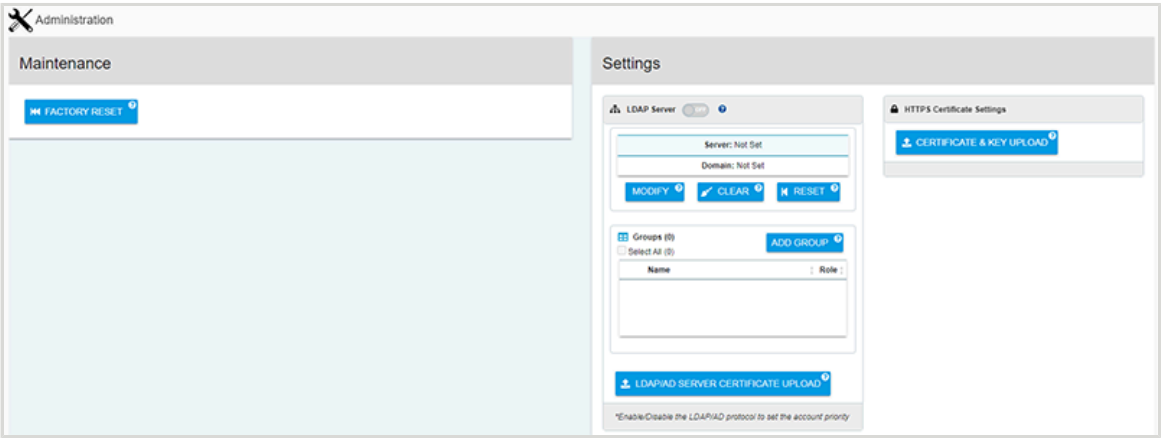 Administration
Maintenance
FACTORY RESET
Settings
LDAP Server
Server: Not Set
Domain: Not Set
MODIFY
CLEAR
RESET
Groups (0)
ADD GROUP
Select All (0)
Name
Role
LDAP/AD SERVER CERTIFICATE UPLOAD
*Enable/Disable the LDAP/AD protocol to set the account priority
HTTPS Certificate Settings
CERTIFICATE & KEY UPLOAD